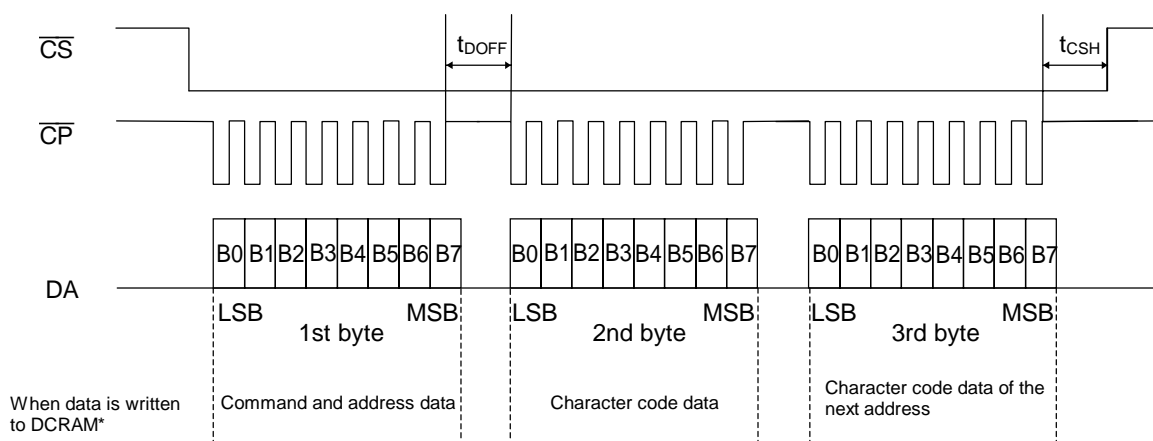 CS
tDOFF
tCSH
CP
B0 B1 B2 B3 B4 B5 B6 B7 B0 B1 B2 B3 B4 B5 B6 B7 B0 B1 B2 B3 B4 B5 B6 B7
DA
LSB MSB LSB MSB LSB MSB
1st byte 2nd byte 3rd byte
When data is written
to DCRAM*
Command and address data
Character code data
Character code data of the
next address